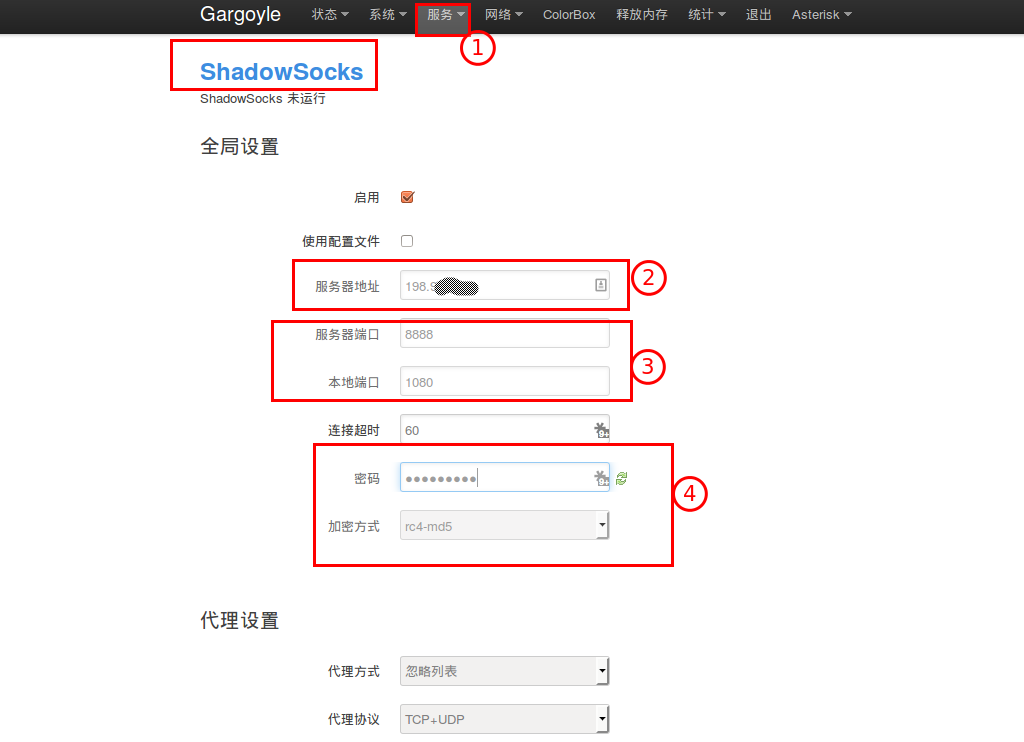 Gargoyle 状态 系统 服务 网络 ColorBox 释放内存 统计 退出 Asterisk
1
ShadowSocks
ShadowSocks 未运行
全局设置
启用
使用配置文件
服务器地址 198.9
2
服务器端口 8888
本地端口 1080
3
连接超时 60
密码 ●●●●●●●●●
加密方式 rc4-md5
4
代理设置
代理方式 忽略列表
代理协议 TCP+UDP